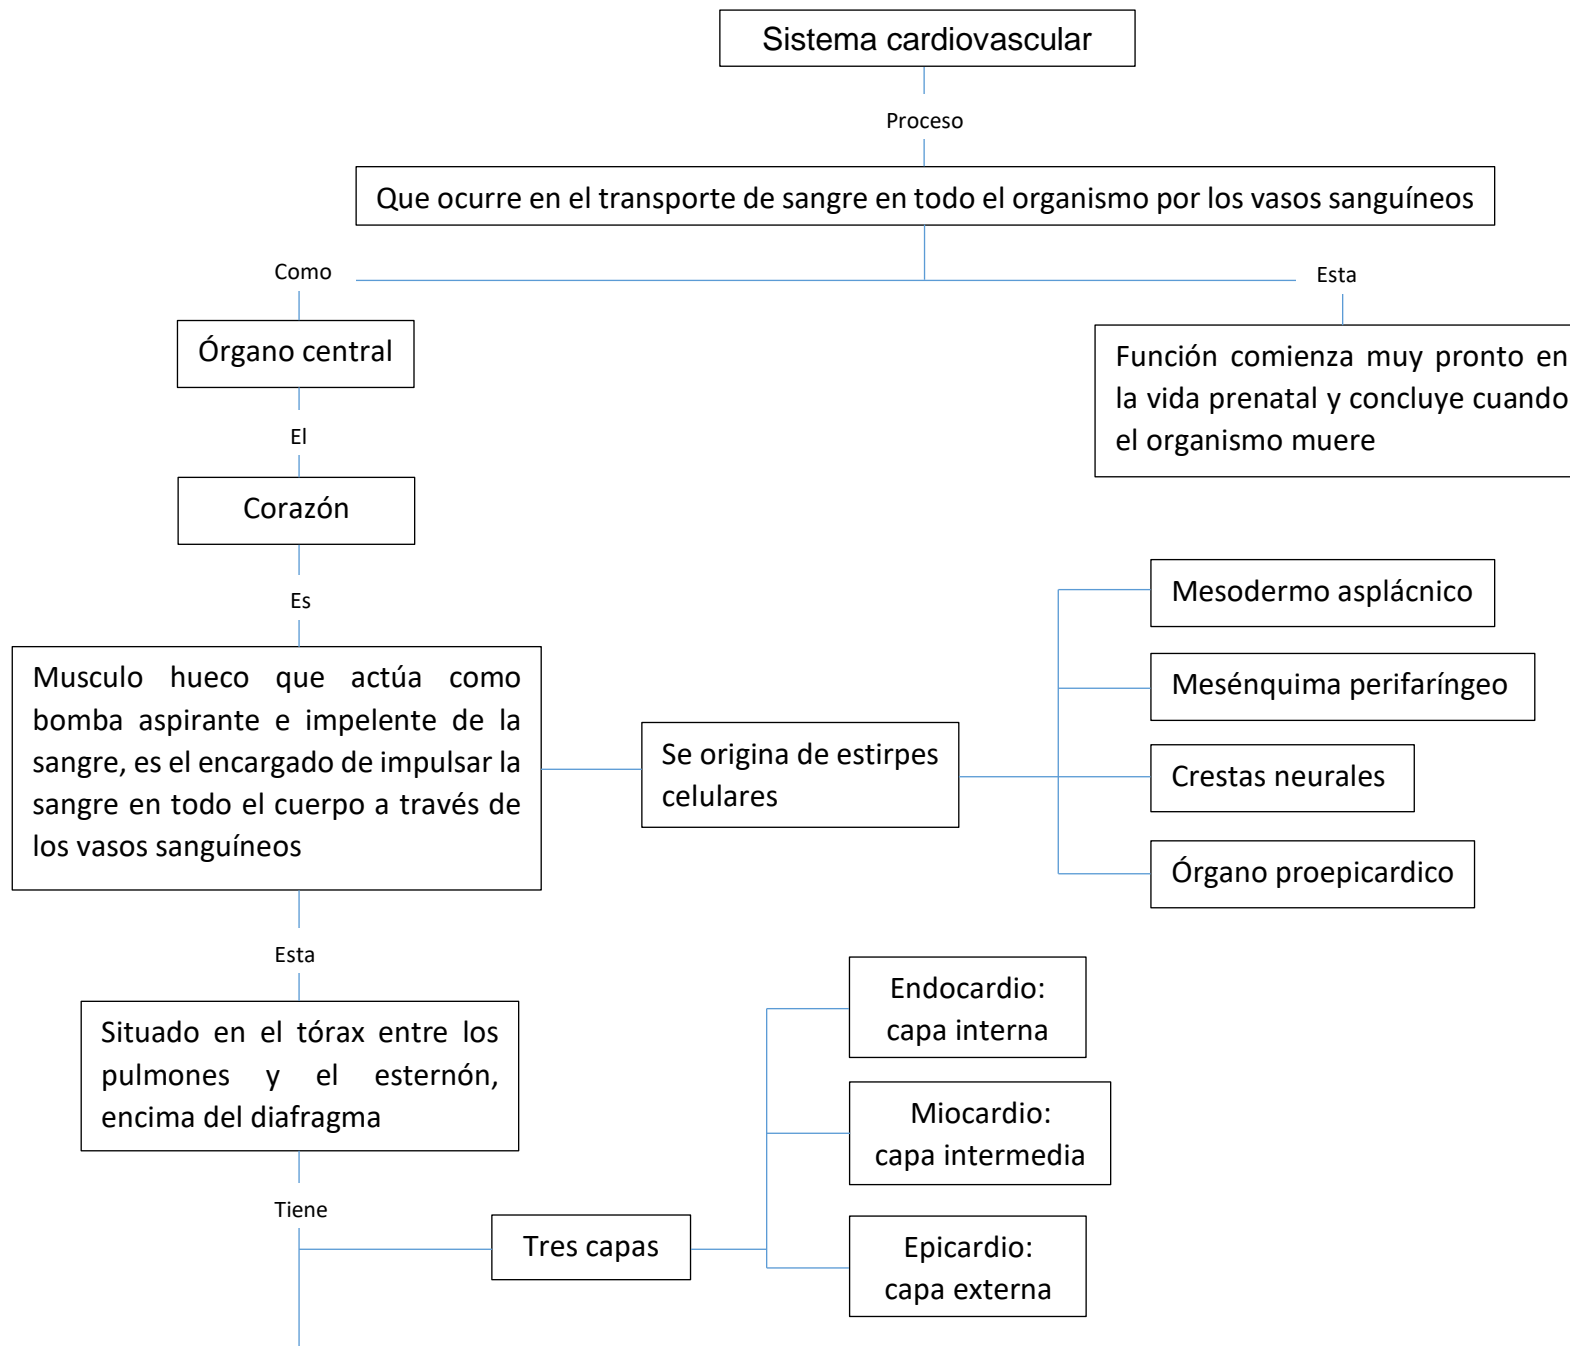 Sistema cardiovascular
Proceso
Que ocurre en el transporte de sangre en todo el organismo por los vasos sanguíneos
Como
Esta
Órgano central
Función comienza muy pronto en
la vida prenatal y concluye cuando
el organismo muere
El
Corazón
Es
Musculo hueco que actúa como
bomba aspirante e impelente de la
sangre, es el encargado de impulsar la
sangre en todo el cuerpo a través de
los vasos sanguíneos
Se origina de estirpes
celulares
Mesodermo asplácnico
Mesénquima perifaríngeo
Crestas neurales
Órgano proepicardico
Esta
Situado en el tórax entre los
pulmones y el esternón,
encima del diafragma
Tiene
Tres capas
Endocardio:
capa interna
Miocardio:
capa intermedia
Epicardio:
capa externa